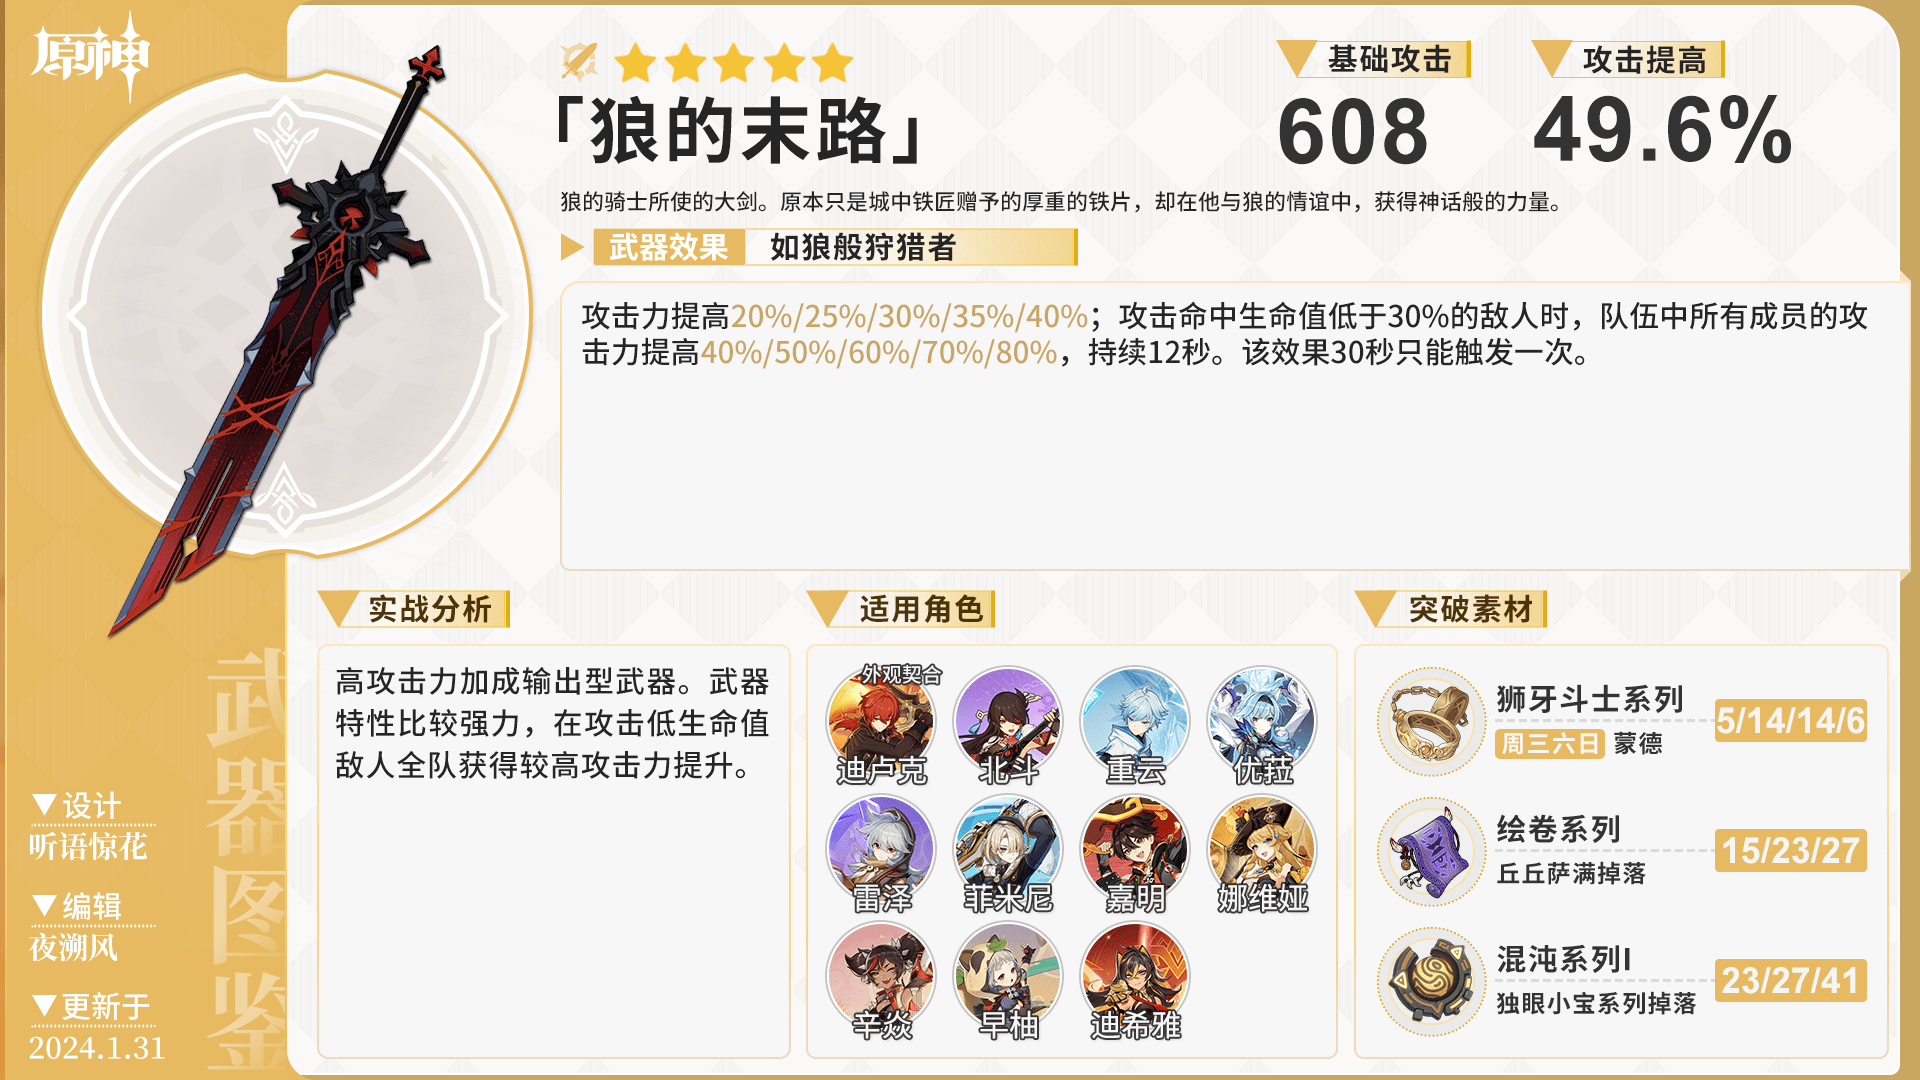 原神
「狼的末路」
基础攻击
608
攻击提高
49.6%
狼的骑士所使的大剑。原本只是城中铁匠赠予的厚重的铁片，却在他与狼的情谊中，获得神话般的力量。
武器效果 如狼般狩猎者
攻击力提高20%/25%/30%/35%/40%；攻击命中生命值低于30%的敌人时，队伍中所有成员的攻
击力提高40%/50%/60%/70%/80%，持续12秒。该效果30秒只能触发一次。
实战分析
高攻击力加成输出型武器。武器
特性比较强力，在攻击低生命值
敌人全队获得较高攻击力提升。
适用角色
外观契合
迪卢克 北斗 重云 优菈
雷泽 菲米尼 嘉明 娜维娅
辛焱 早柚 迪希雅
突破素材
狮牙斗士系列
周三六日 蒙德
5/14/14/6
绘卷系列
丘丘萨满掉落
15/23/27
混沌系列I
独眼小宝系列掉落
23/27/41
武器图鉴
▼设计
听语惊花
▼编辑
夜溯风
▼更新于
2024.1.31